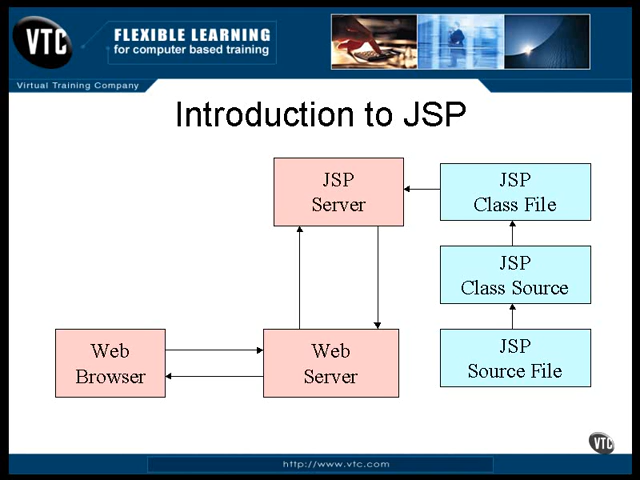 VTC
FLEXIBLE LEARNING
for computer based training
Virtual Training Company
Introduction to JSP
JSP
Server
JSP
Class File
JSP
Class Source
Web
Browser
Web
Server
JSP
Source File
VTC
http://www.vtc.com